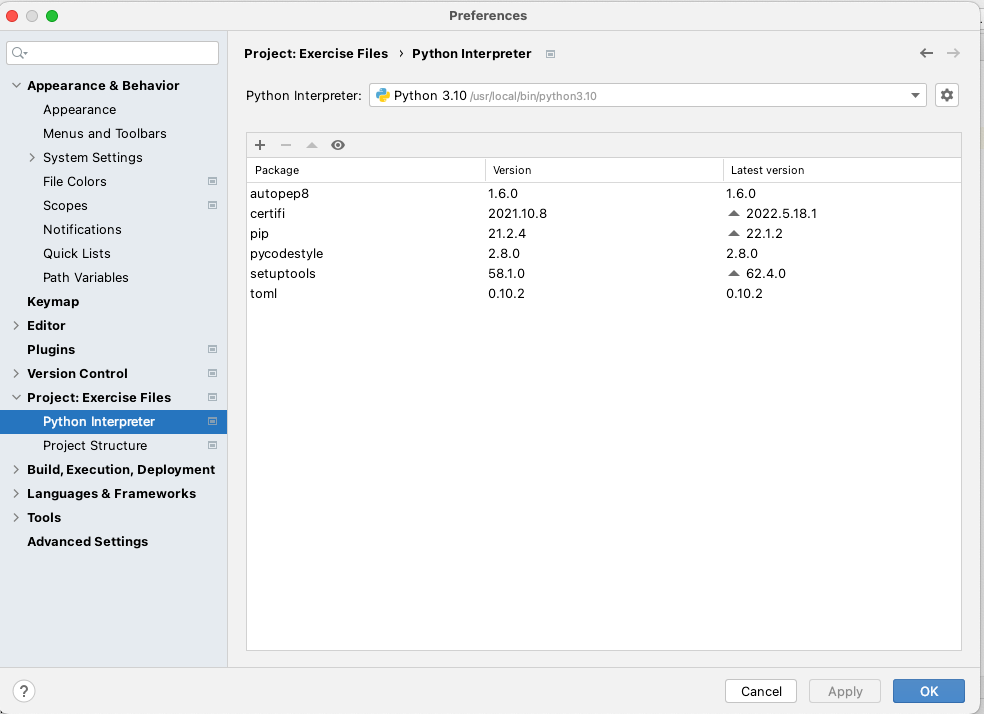 Preferences
Appearance & Behavior
Appearance
Menus and Toolbars
System Settings
File Colors
Scopes
Notifications
Quick Lists
Path Variables
Keymap
Editor
Plugins
Version Control
Project: Exercise Files
Python Interpreter
Project Structure
Build, Execution, Deployment
Languages & Frameworks
Tools
Advanced Settings
Project: Exercise Files › Python Interpreter
Python Interpreter: Python 3.10 /usr/local/bin/python3.10
Package Version Latest version
autopep8 1.6.0 1.6.0
certifi 2021.10.8 2022.5.18.1
pip 21.2.4 22.1.2
pycodestyle 2.8.0 2.8.0
setuptools 58.1.0 62.4.0
toml 0.10.2 0.10.2
? Cancel Apply OK